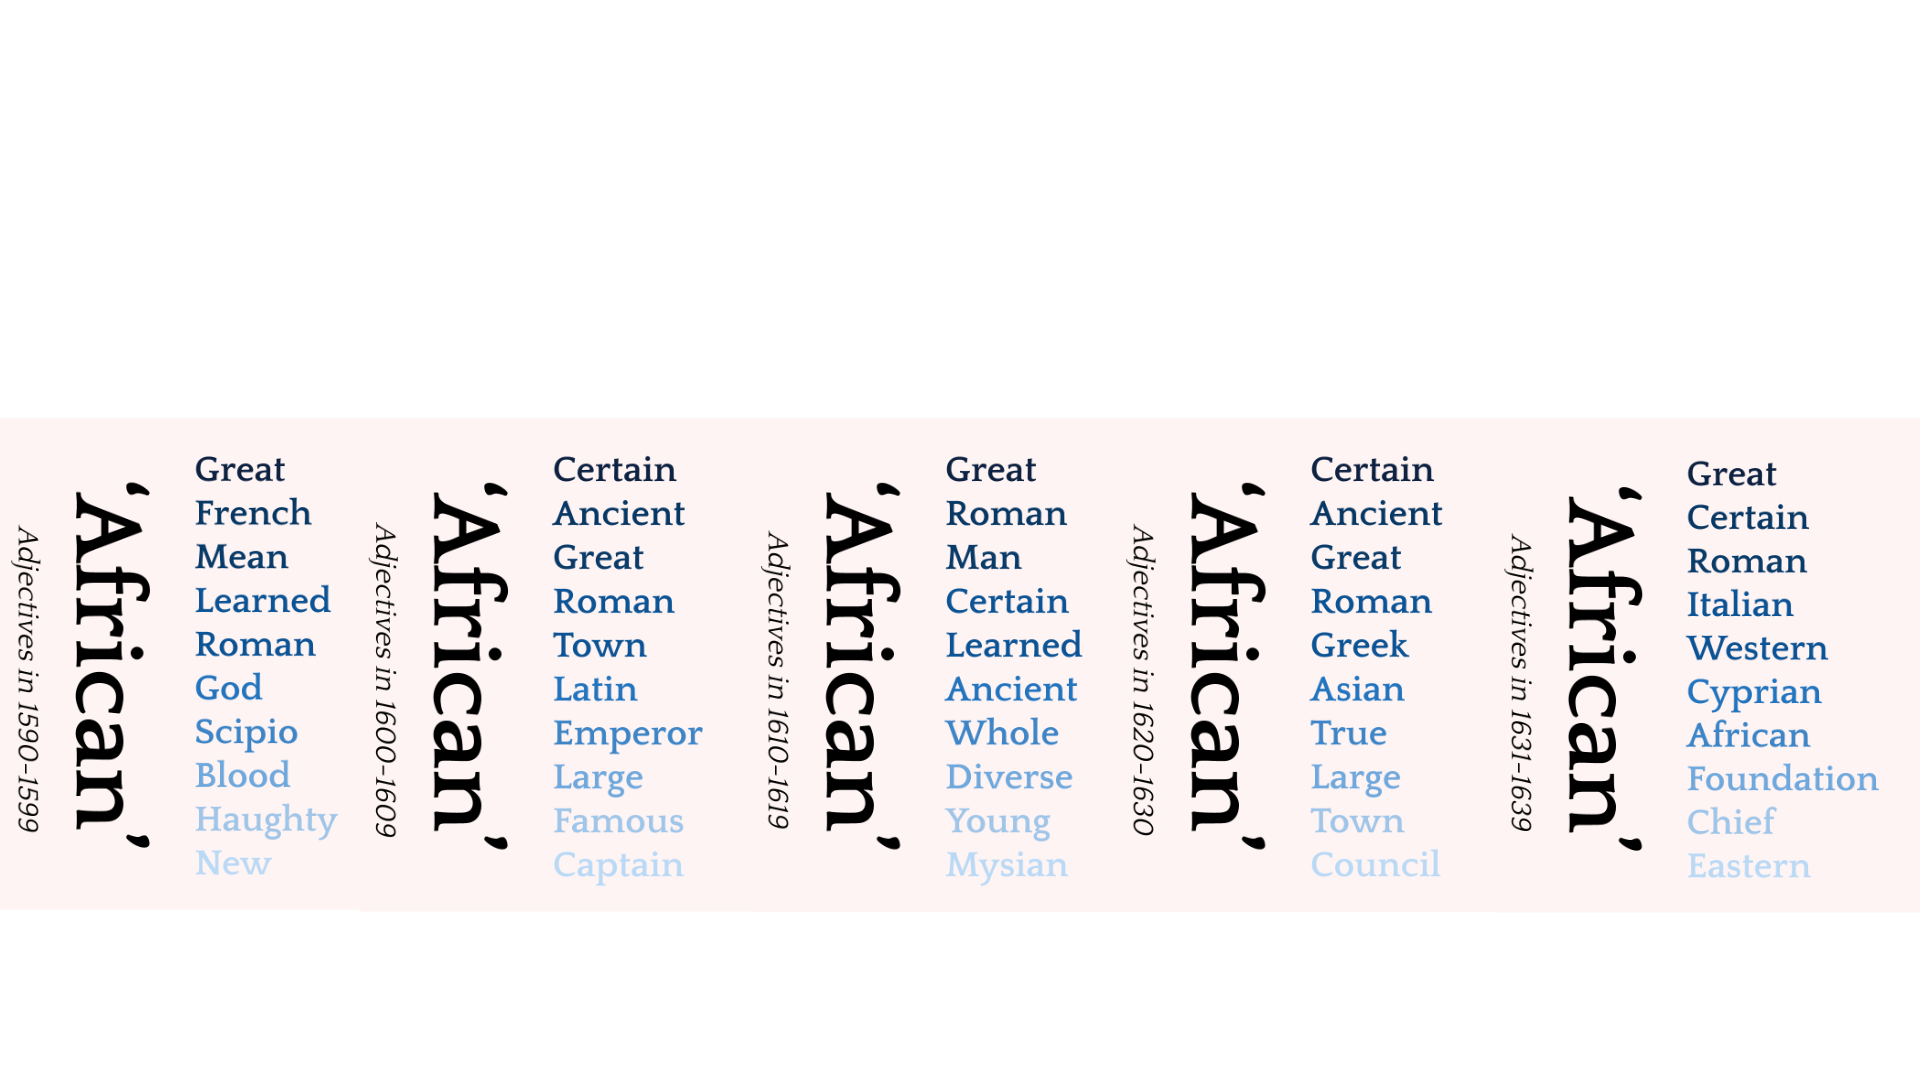 Adjectives in 1590-1599
‘African’
Great
French
Mean
Learned
Roman
God
Scipio
Blood
Haughty
New
Adjectives in 1600-1609
‘African’
Certain
Ancient
Great
Roman
Town
Latin
Emperor
Large
Famous
Captain
Adjectives in 1610-1619
‘African’
Great
Roman
Man
Certain
Learned
Ancient
Whole
Diverse
Young
Mysian
Adjectives in 1620-1630
‘African’
Certain
Ancient
Great
Roman
Greek
Asian
True
Large
Town
Council
Adjectives in 1631-1639
‘African’
Great
Certain
Roman
Italian
Western
Cyprian
African
Foundation
Chief
Eastern